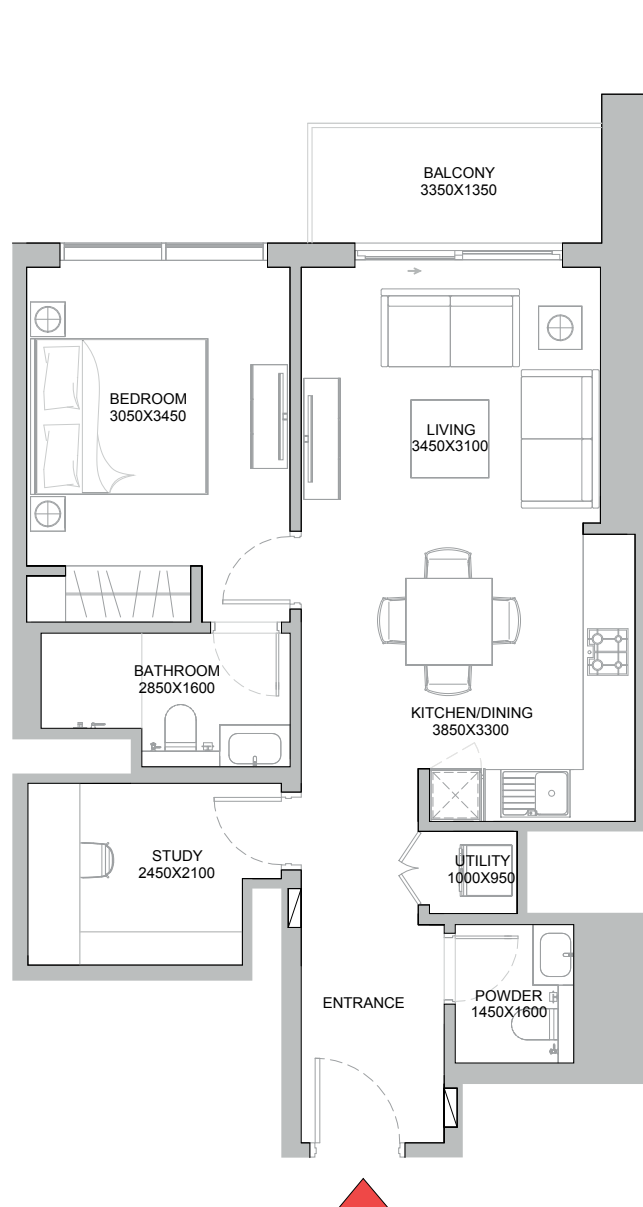 BALCONY
3350X1350
BEDROOM
3050X3450
LIVING
3450X3100
BATHROOM
2850X1600
KITCHEN/DINING
3850X3300
STUDY
2450X2100
UTILITY
1000X950
ENTRANCE
POWDER
1450X1600